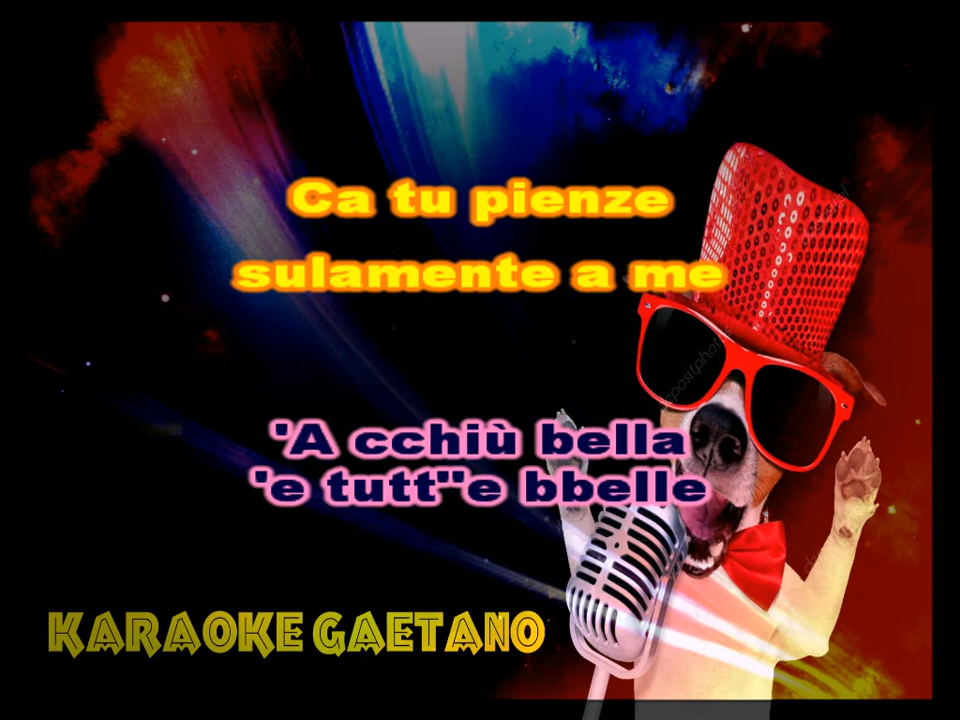 Ca tu pienze
sulamente a me
'A cchiù bella
'e tutt''e bbelle
KARAOKE GAETANO